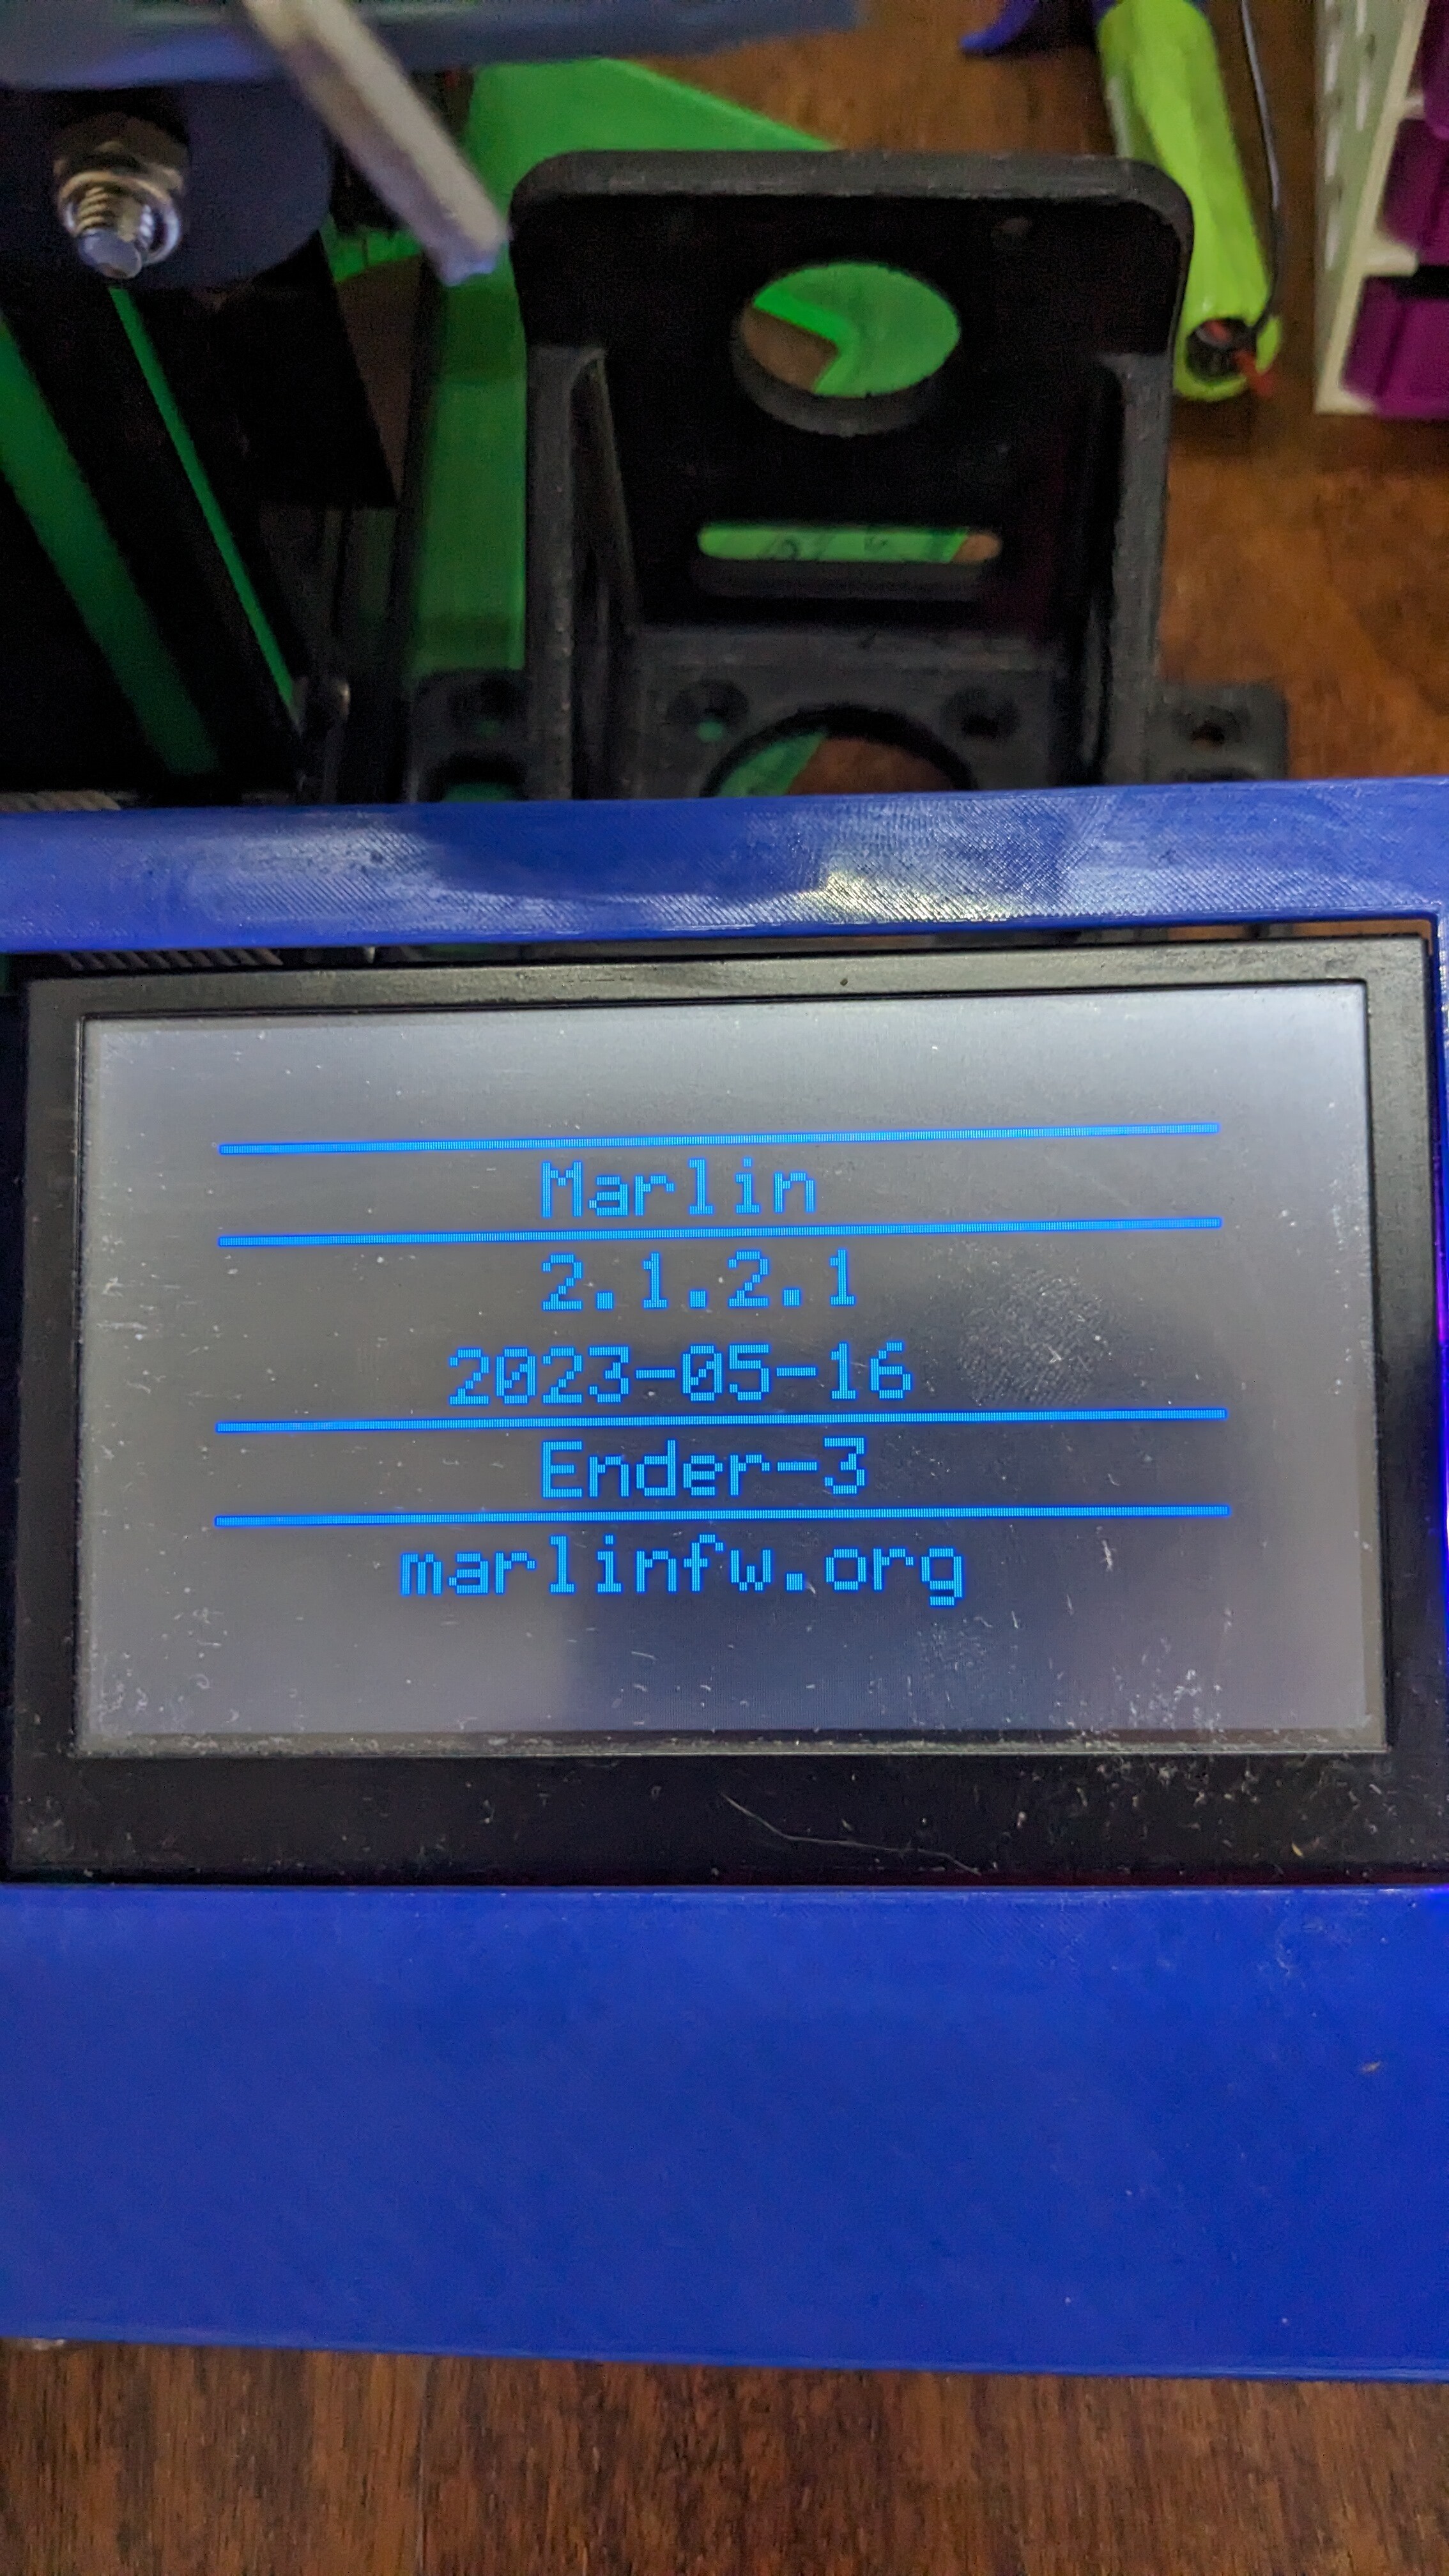 Marlin
2.1.2.1
2023-05-16
Ender-3
marlinfw.org